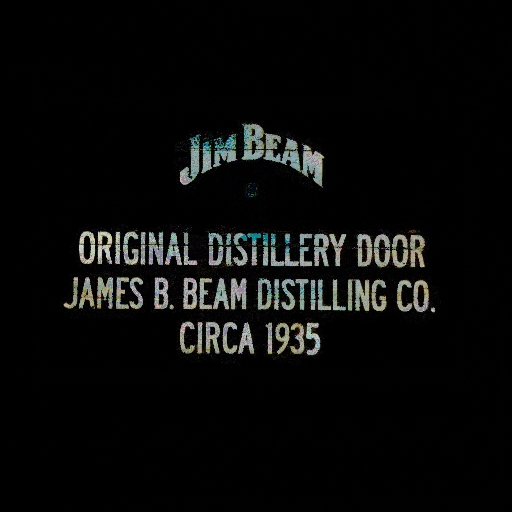 JIM BEAM
ORIGINAL DISTILLERY DOOR
JAMES B. BEAM DISTILLING CO.
CIRCA 1935